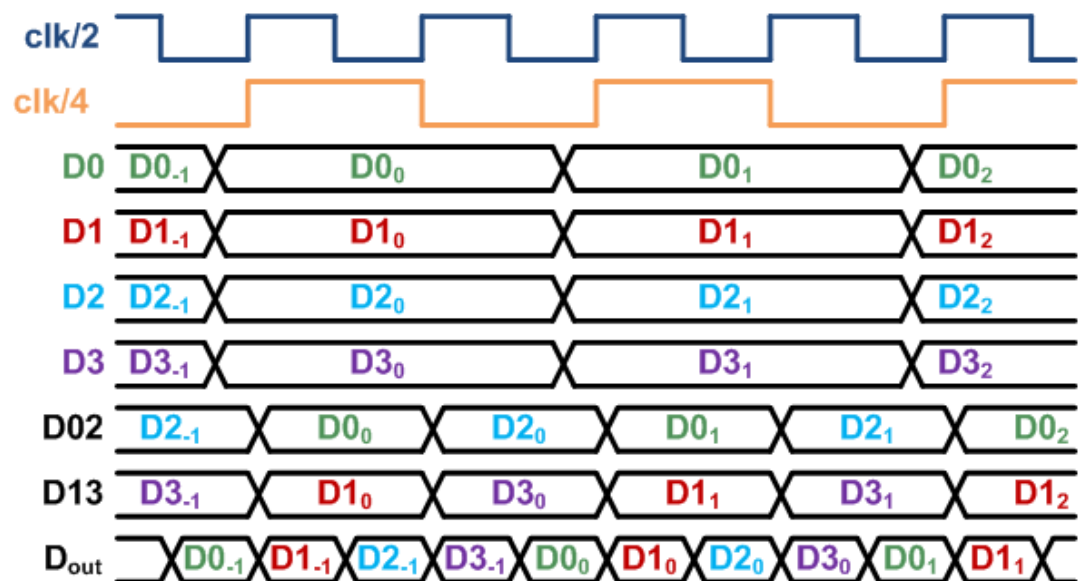 clk/2
clk/4
D0 D0₋₁ D0₀ D0₁ D0₂
D1 D1₋₁ D1₀ D1₁ D1₂
D2 D2₋₁ D2₀ D2₁ D2₂
D3 D3₋₁ D3₀ D3₁ D3₂
D02 D2₋₁ D0₀ D2₀ D0₁ D2₁ D0₂
D13 D3₋₁ D1₀ D3₀ D1₁ D3₁ D1₂
Dout D0₋₁ D1₋₁ D2₋₁ D3₋₁ D0₀ D1₀ D2₀ D3₀ D0₁ D1₁